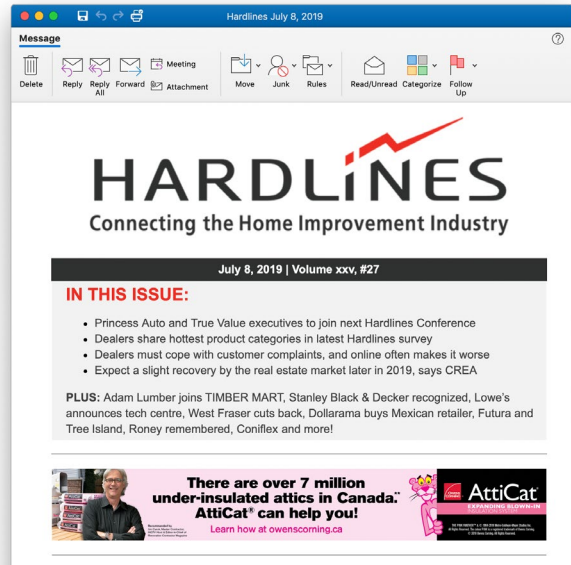 Hardlines July 8, 2019
Message
Delete
Reply
Reply All
Forward
Meeting
Attachment
Move
Junk
Rules
Read/Unread
Categorize
Follow Up
HARDLINES
Connecting the Home Improvement Industry
July 8, 2019 | Volume xxv, #27
IN THIS ISSUE:
• Princess Auto and True Value executives to join next Hardlines Conference
• Dealers share hottest product categories in latest Hardlines survey
• Dealers must cope with customer complaints, and online often makes it worse
• Expect a slight recovery by the real estate market later in 2019, says CREA
PLUS: Adam Lumber joins TIMBER MART, Stanley Black & Decker recognized, Lowe's
announces tech centre, West Fraser cuts back, Dollarama buys Mexican retailer, Futura and
Tree Island, Roney remembered, Coniflex and more!
There are over 7 million
under-insulated attics in Canada.
AttiCat® can help you!
Learn how at owenscorning.ca
AttiCat®
EXPANDING BLOWN-IN
INSULATION SYSTEM